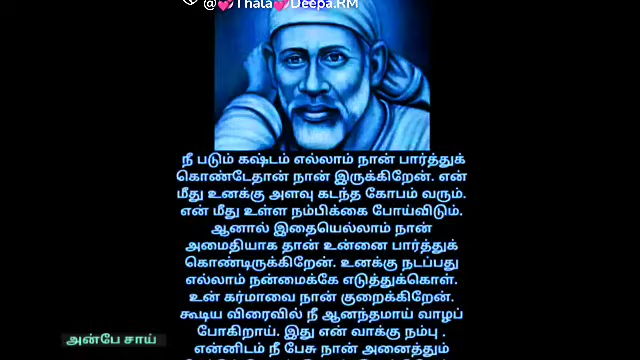 @💞Thala💞Deepa.RM
நீ படும் கஷ்டம் எல்லாம் நான் பார்த்துக்
கொண்டேதான் நான் இருக்கிறேன். என்
மீது உனக்கு அளவு கடந்த கோபம் வரும்.
என் மீது உள்ள நம்பிக்கை போய்விடும்.
ஆனால் இதையெல்லாம் நான்
அமைதியாக தான் உன்னை பார்த்துக்
கொண்டிருக்கிறேன். உனக்கு நடப்பது
எல்லாம் நன்மைக்கே எடுத்துக்கொள்.
உன் கர்மாவை நான் குறைக்கிறேன்.
கூடிய விரைவில் நீ ஆனந்தமாய் வாழப்
போகிறாய். இது என் வாக்கு நம்பு .
என்னிடம் நீ பேசு நான் அனைத்தும்
அன்பே சாய்